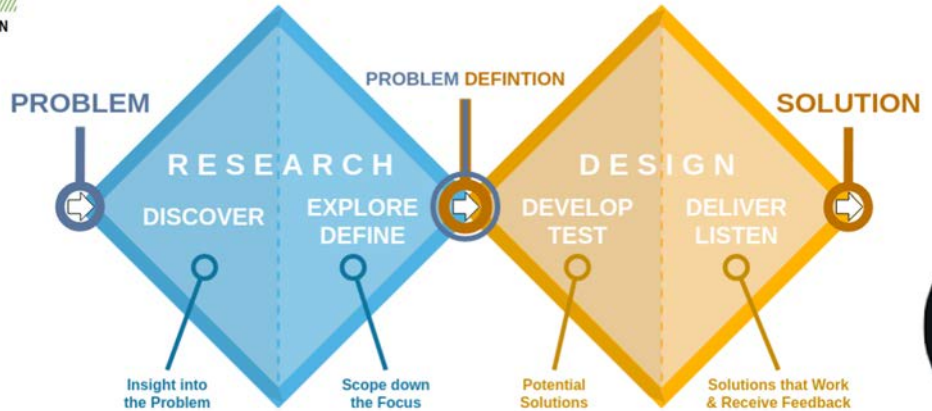 N
PROBLEM
PROBLEM DEFINTION
SOLUTION
RESEARCH
DISCOVER
EXPLORE
DEFINE
DESIGN
DEVELOP
TEST
DELIVER
LISTEN
Insight into
the Problem
Scope down
the Focus
Potential
Solutions
Solutions that Work
& Receive Feedback